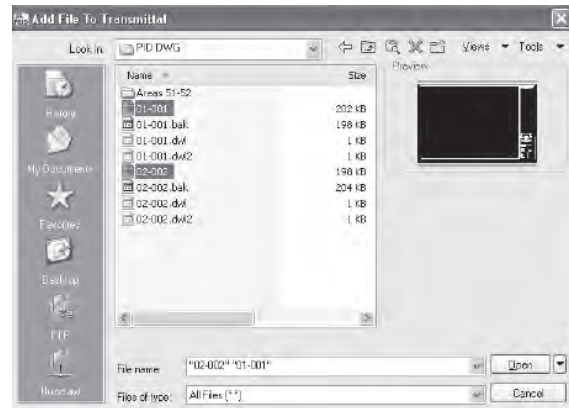 Add File To Transmittal
Look in: PID DWG Views Tools
Name Size Preview
Areas 51-52
01-001 202 KB
01-001.bak 198 KB
01-001.dwl 1 KB
01-001.dwl2 1 KB
02-002 198 KB
02-002.bak 204 KB
02-002.dwl 1 KB
02-002.dwl2 1 KB
History
My Documents
Favorites
Desktop
FTP
Buzzsaw
File name: "02-002" "01-001" Open
Files of type: All Files (*.*) Cancel